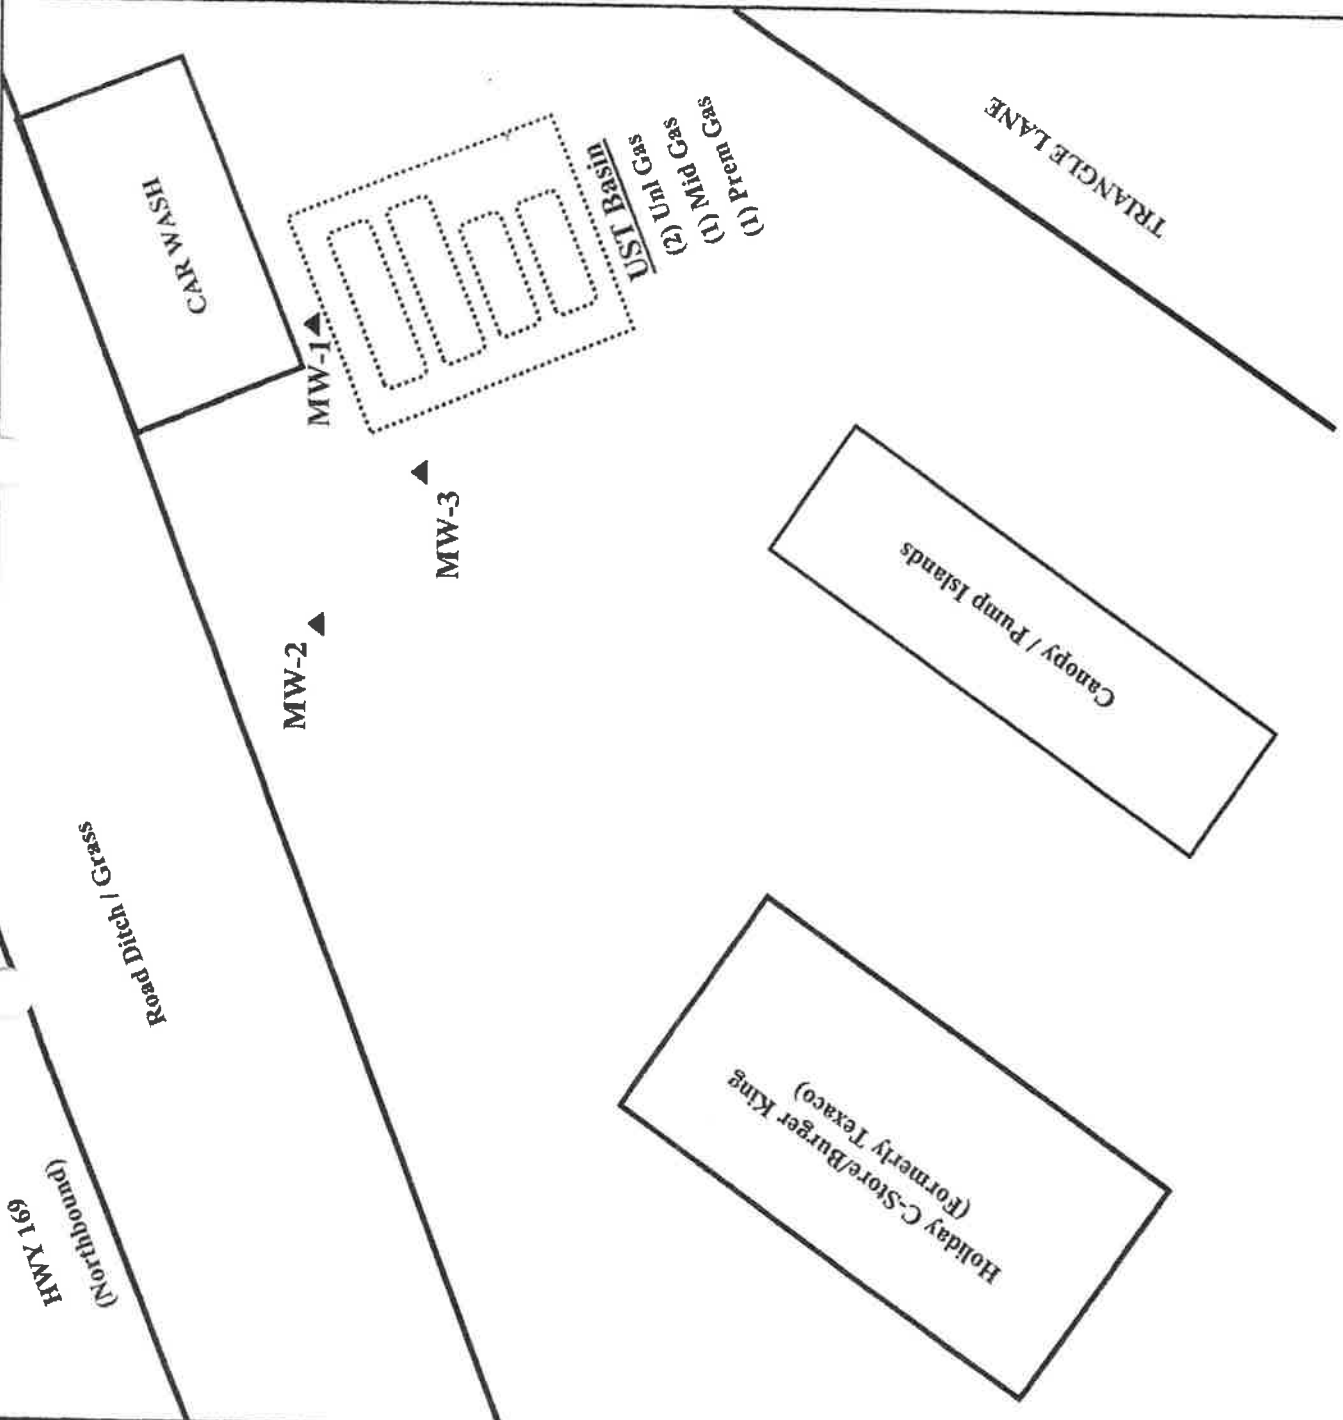 CAR WASH
MW-1
UST Basin
(2) Unl Gas
(1) Mid Gas
(1) Prem Gas
TRIANGLE LANE
MW-3
MW-2
Canopy / Pump Islands
Road Ditch / Grass
HWY 169
(Northbound)
Holiday C-Store/Burger King
(Formerly Texaco)